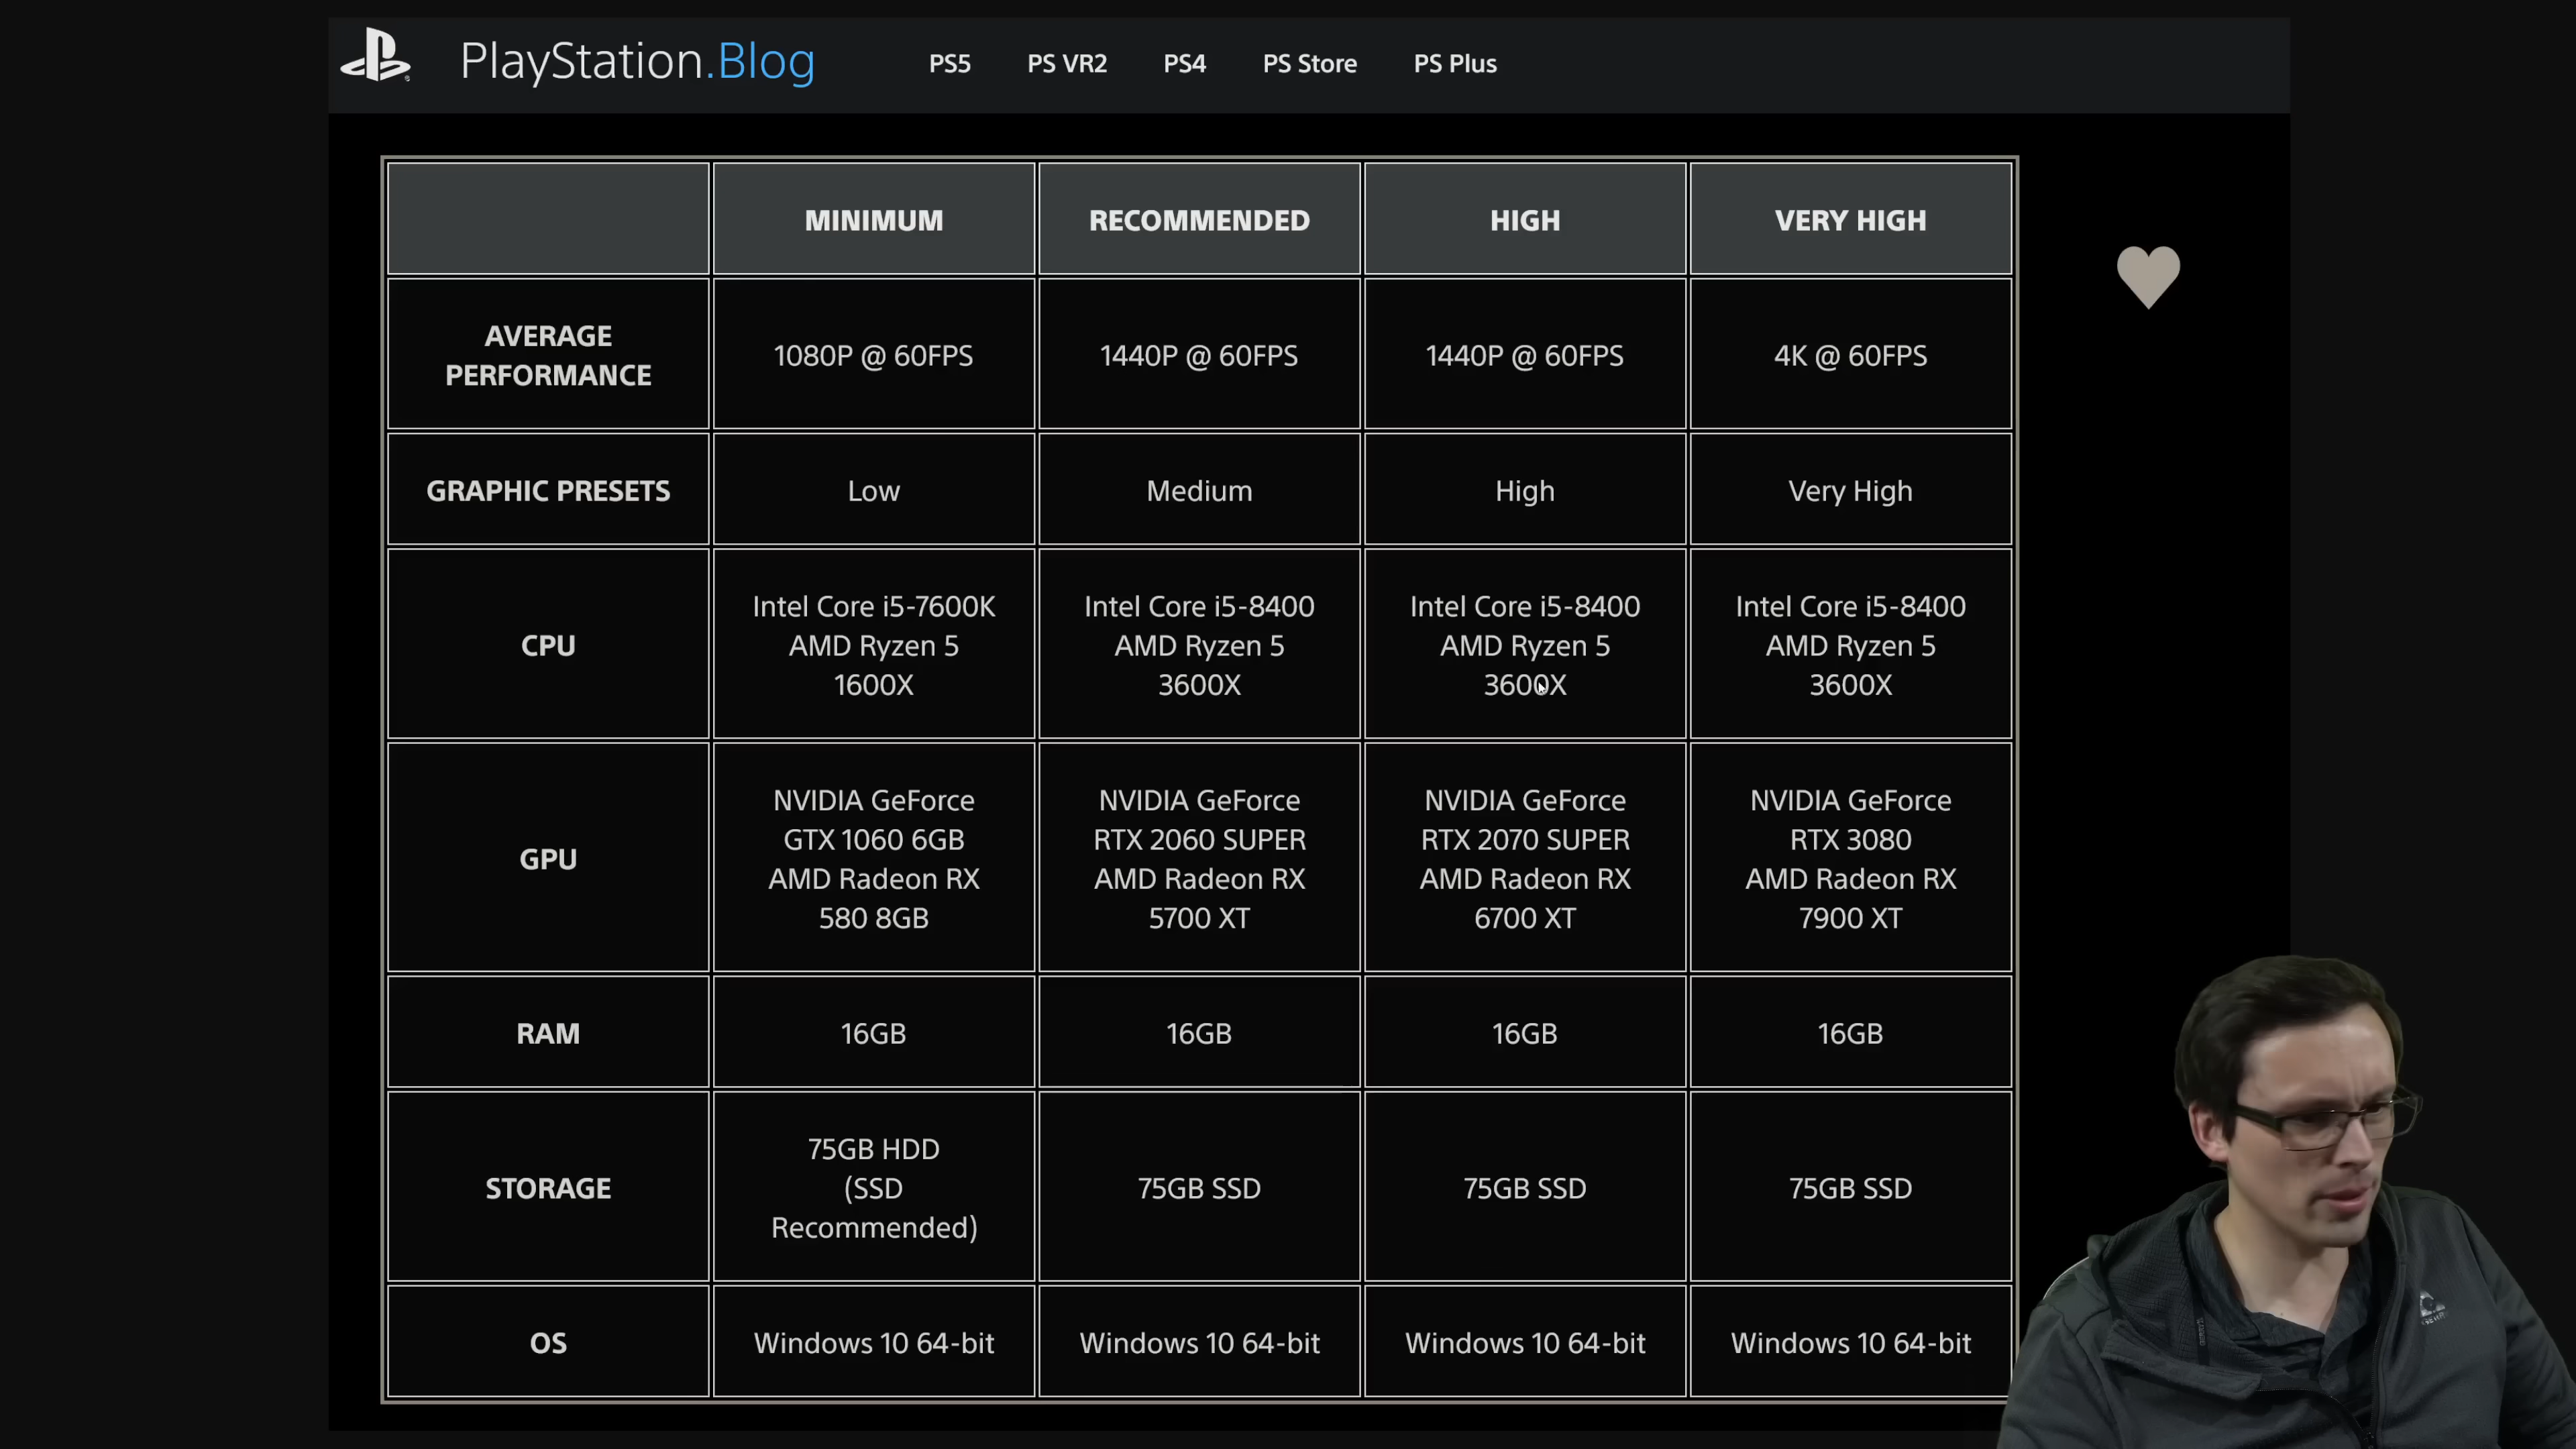 PlayStation.Blog
PS5 PS VR2 PS4 PS Store PS Plus
MINIMUM RECOMMENDED HIGH VERY HIGH
AVERAGE
PERFORMANCE
1080P @ 60FPS 1440P @ 60FPS 1440P @ 60FPS 4K @ 60FPS
GRAPHIC PRESETS Low Medium High Very High
CPU
Intel Core i5-7600K
AMD Ryzen 5
1600X
Intel Core i5-8400
AMD Ryzen 5
3600X
Intel Core i5-8400
AMD Ryzen 5
3600X
Intel Core i5-8400
AMD Ryzen 5
3600X
GPU
NVIDIA GeForce
GTX 1060 6GB
AMD Radeon RX
580 8GB
NVIDIA GeForce
RTX 2060 SUPER
AMD Radeon RX
5700 XT
NVIDIA GeForce
RTX 2070 SUPER
AMD Radeon RX
6700 XT
NVIDIA GeForce
RTX 3080
AMD Radeon RX
7900 XT
RAM 16GB 16GB 16GB 16GB
STORAGE
75GB HDD
(SSD
Recommended)
75GB SSD 75GB SSD 75GB SSD
OS Windows 10 64-bit Windows 10 64-bit Windows 10 64-bit Windows 10 64-bit